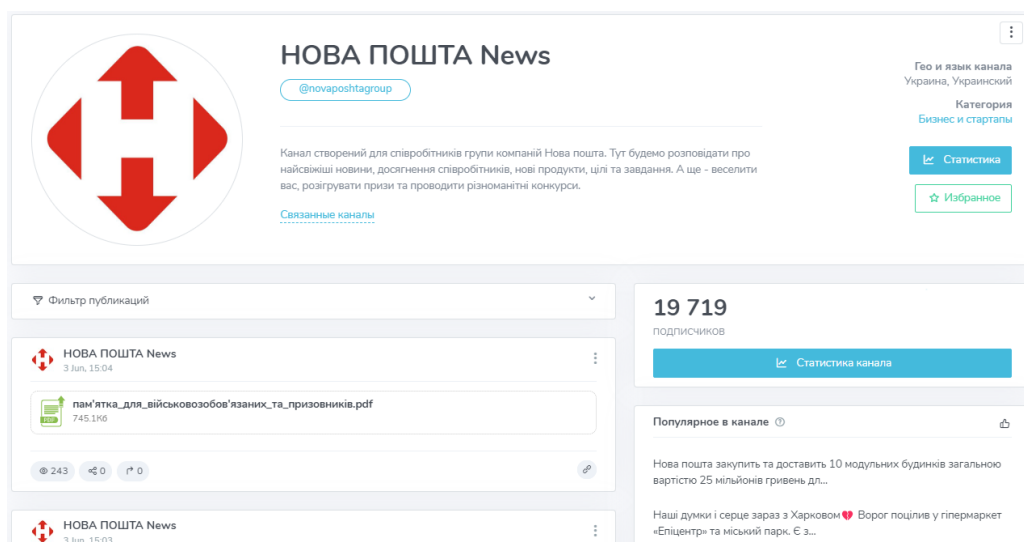 НОВА ПОШТА News
@novaposhtagroup
Канал створений для співробітників групи компаній Нова пошта. Тут будемо розповідати про
найсвіжіші новини, досягнення співробітників, нові продукти, цілі та завдання. А ще - веселити
вас, розігрувати призи та проводити різноманітні конкурси.
Связанные каналы
Гео и язык канала
Украина, Украинский
Категория
Бизнес и стартапы
Статистика
Избранное
Фильтр публикаций
НОВА ПОШТА News
3 Jun, 15:04
пам'ятка_для_військовозобов'язаних_та_призовників.pdf
PDF
745.1Кб
243
0
0
НОВА ПОШТА News
3 Jun, 15:03
19 719
подписчиков
Статистика канала
Популярное в канале
Нова пошта закупить та доставить 10 модульних будинків загальною
вартістю 25 мільйонів гривень дл...
Наші думки і серце зараз з Харковом💔 Ворог поцілив у гіпермаркет
«Епіцентр» та міський парк. Є з...